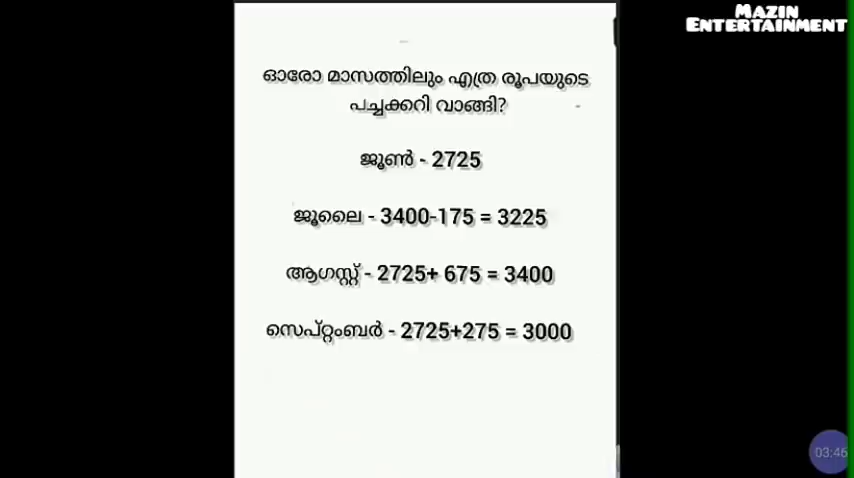 MAZIN
ENTERTAINMENT
ഓരോ മാസത്തിലും എത്ര രൂപയുടെ
പച്ചക്കറി വാങ്ങി?
ജൂൺ - 2725
ജൂലൈ - 3400-175 = 3225
ആഗസ്റ്റ് - 2725+ 675 = 3400
സെപ്റ്റംബർ - 2725+275 = 3000
03:46